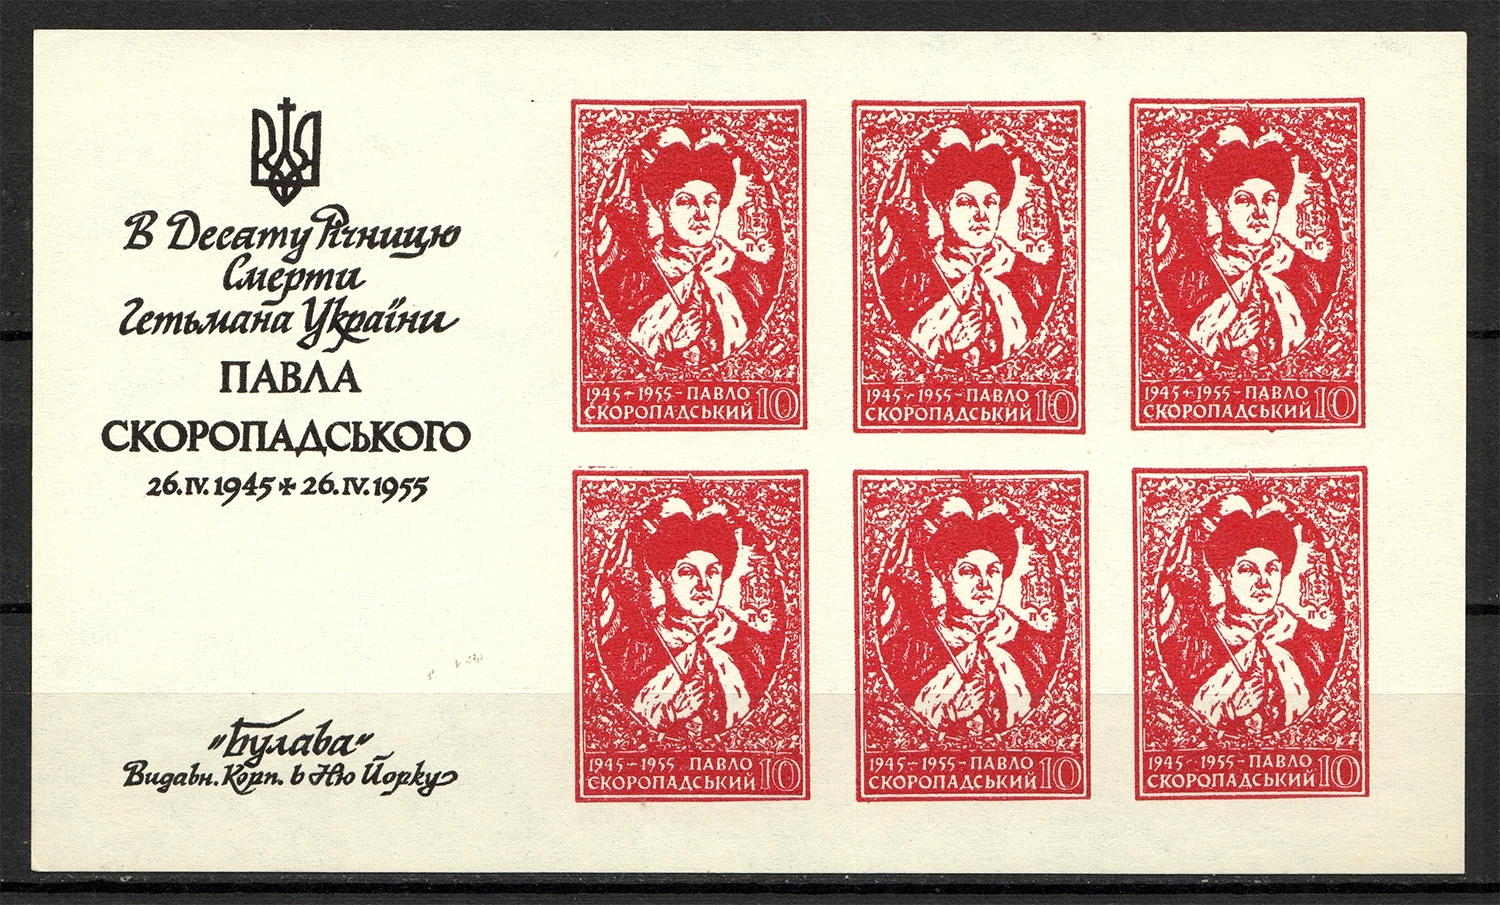 В Десату Річницю
Смерти
Гетьмана України
ПАВЛА
СКОРОПАДСЬКОГО
26.IV.1945 + 26.IV.1955
"Булава"
Видавн. Корп. в Ню Йорку
П С
1945 - 1955 - ПАВЛО
СКОРОПАДСЬКИЙ 10
П С
1945 - 1955 - ПАВЛО
СКОРОПАДСЬКИЙ 10
П С
1945 - 1955 - ПАВЛО
СКОРОПАДСЬКИЙ 10
П С
1945 - 1955 - ПАВЛО
СКОРОПАДСЬКИЙ 10
П С
1945 - 1955 - ПАВЛО
СКОРОПАДСЬКИЙ 10
П С
1945 - 1955 - ПАВЛО
СКОРОПАДСЬКИЙ 10